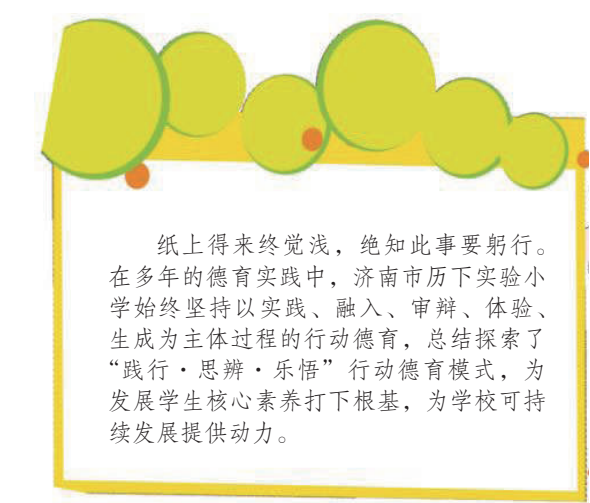 纸上得来终觉浅，绝知此事要躬行。
在多年的德育实践中，济南市历下实验小
学始终坚持以实践、融入、审辩、体验、
生成为主体过程的行动德育，总结探索了
“践行·思辨·乐悟”行动德育模式，为
发展学生核心素养打下根基，为学校可持
续发展提供动力。